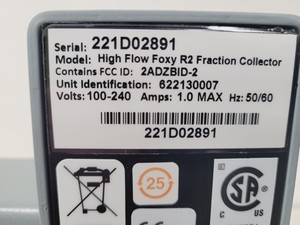 Serial: 221D02891
Model: High Flow Foxy R2 Fraction Collector
Contains FCC ID: 2ADZBID-2
Unit Identification: 622130007
Volts: 100-240 Amps: 1.0 MAX Hz: 50/60
221D02891
25
SA